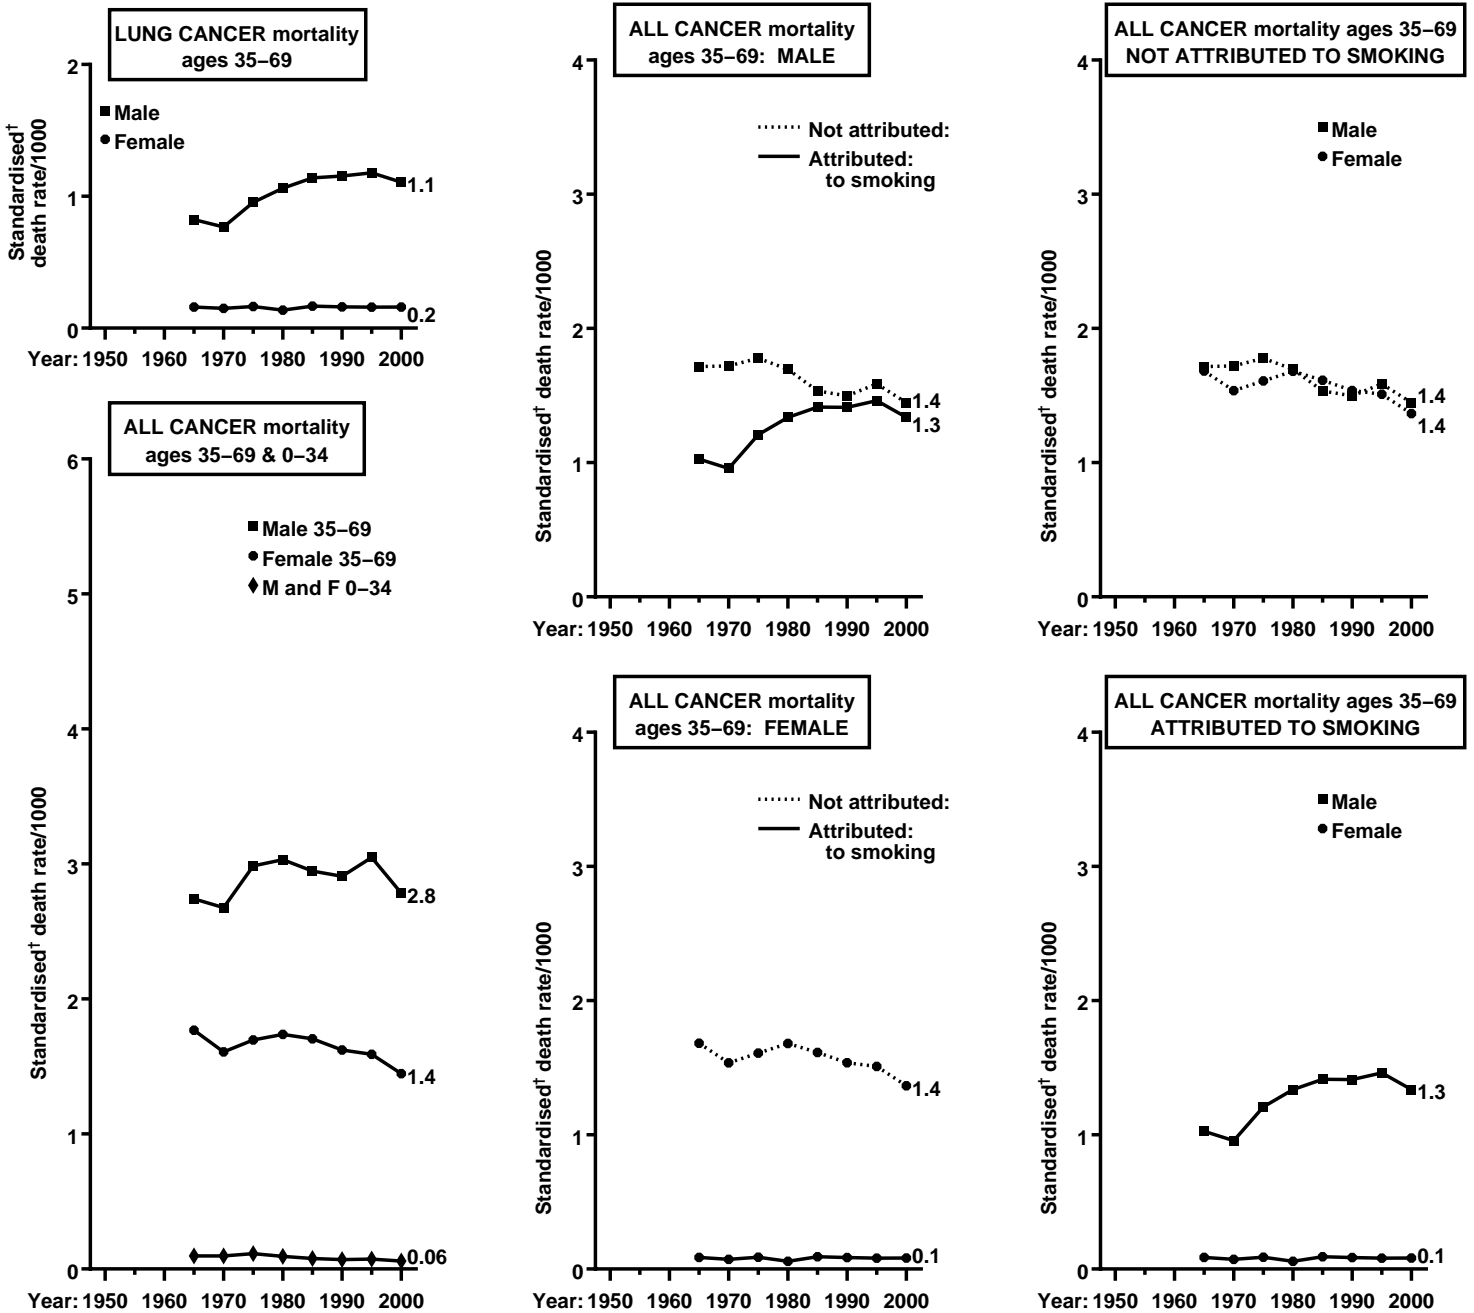 LUNG CANCER mortality
ages 35–69
2
1
0
Standardised†
death rate/1000
Male
Female
1.1
0.2
Year: 1950 1960 1970 1980 1990 2000
ALL CANCER mortality
ages 35–69 & 0–34
6
5
4
3
2
1
0
Standardised† death rate/1000
Male 35–69
Female 35–69
M and F 0–34
2.8
1.4
0.06
Year: 1950 1960 1970 1980 1990 2000
ALL CANCER mortality
ages 35–69: MALE
4
3
2
1
0
Standardised† death rate/1000
Not attributed:
Attributed:
to smoking
1.4
1.3
Year: 1950 1960 1970 1980 1990 2000
ALL CANCER mortality
ages 35–69: FEMALE
4
3
2
1
0
Standardised† death rate/1000
Not attributed:
Attributed:
to smoking
1.4
0.1
Year: 1950 1960 1970 1980 1990 2000
ALL CANCER mortality ages 35–69
NOT ATTRIBUTED TO SMOKING
4
3
2
1
0
Standardised† death rate/1000
Male
Female
1.4
1.4
Year: 1950 1960 1970 1980 1990 2000
ALL CANCER mortality ages 35–69
ATTRIBUTED TO SMOKING
4
3
2
1
0
Standardised† death rate/1000
Male
Female
1.3
0.1
Year: 1950 1960 1970 1980 1990 2000